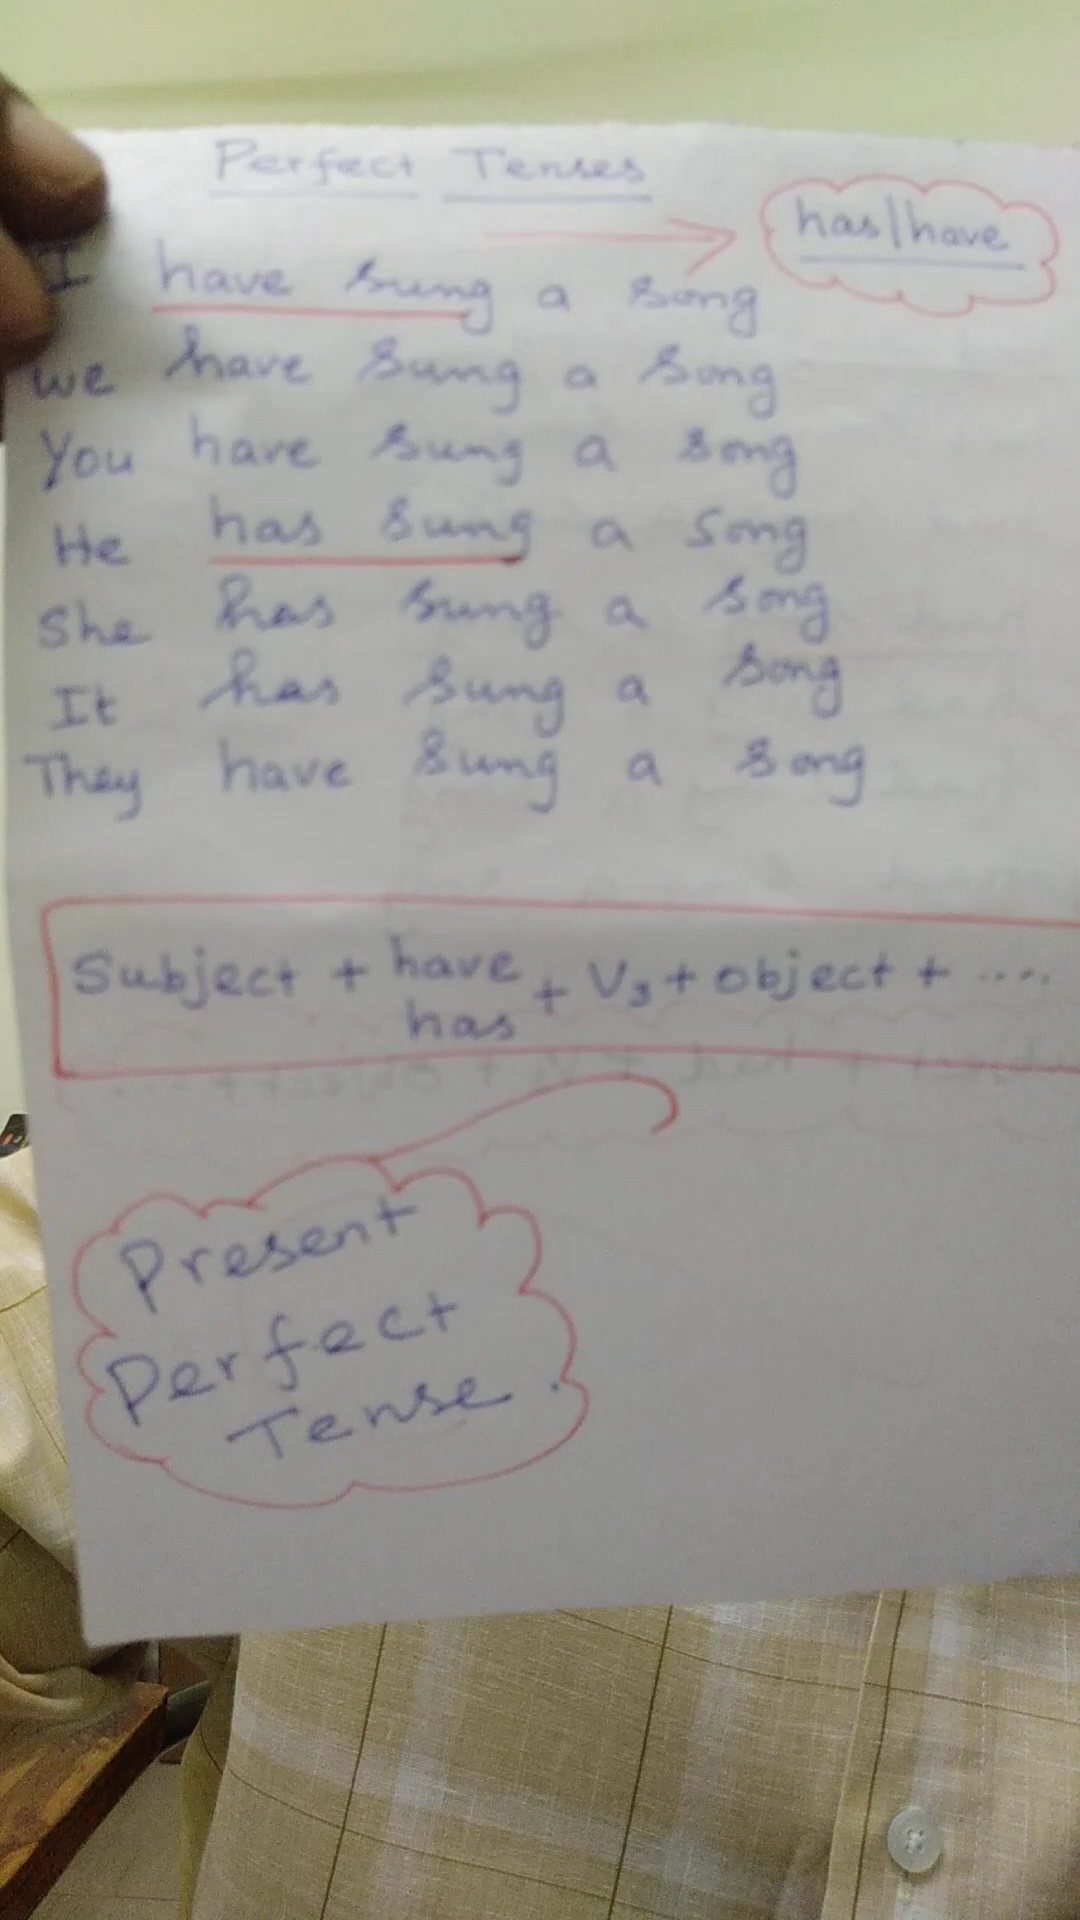 Perfect Tenses
has/have
I have sung a song
We have sung a song
You have sung a song
He has sung a song
She has sung a song
It has sung a song
They have sung a song
Subject + have has + V3 + object + ....
Present
Perfect
Tense.